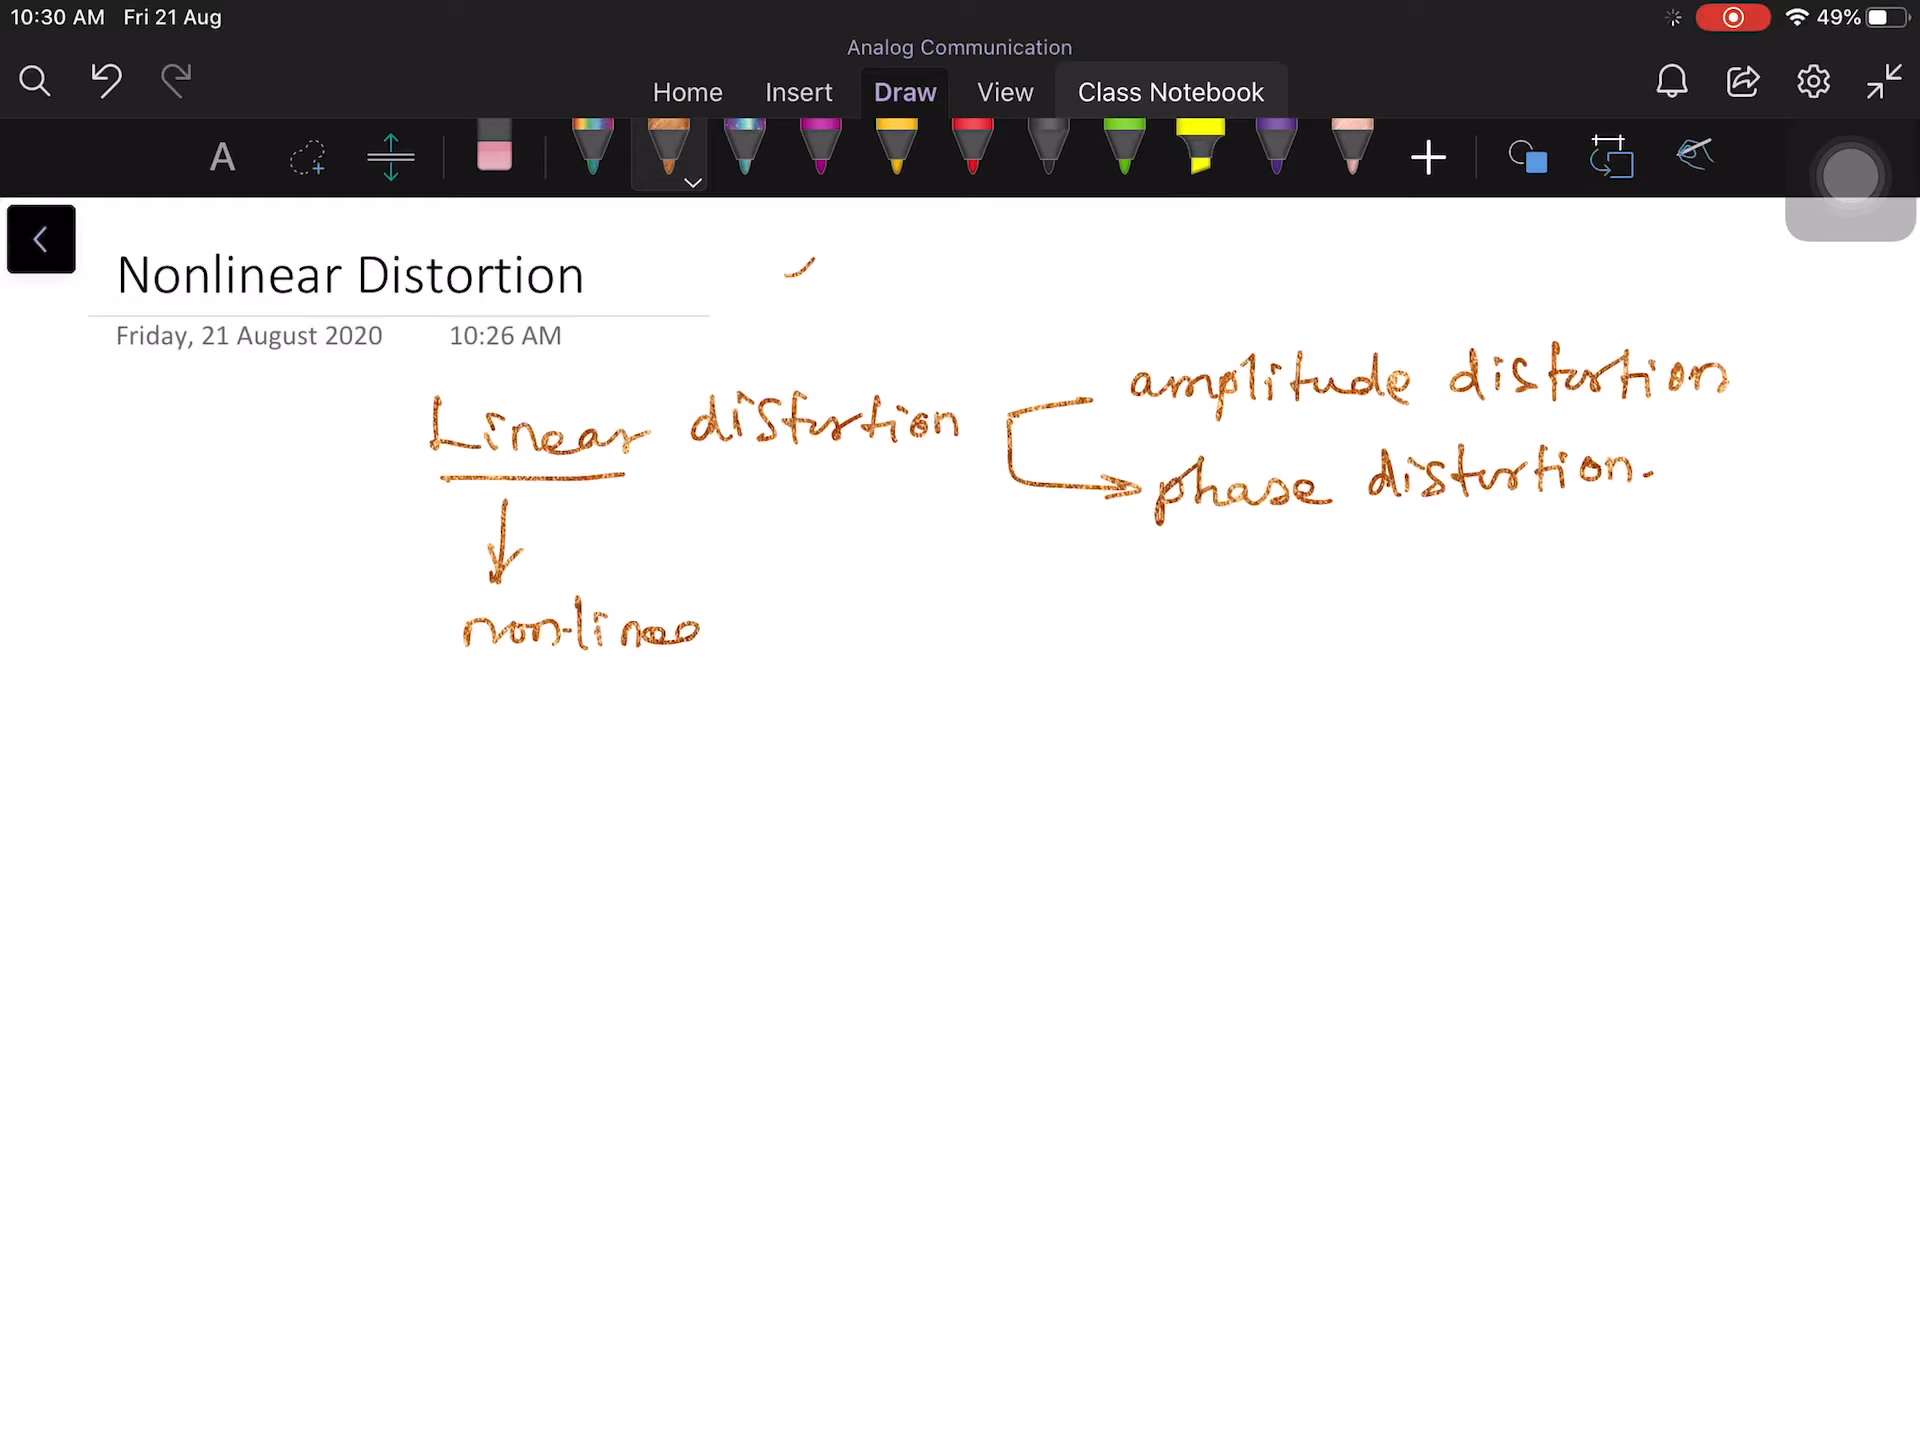 10:30 AM Fri 21 Aug
49%
Analog Communication
Home Insert Draw View Class Notebook
A
Nonlinear Distortion
Friday, 21 August 2020 10:26 AM
amplitude distortion
Linear distortion
phase distortion.
non-linea